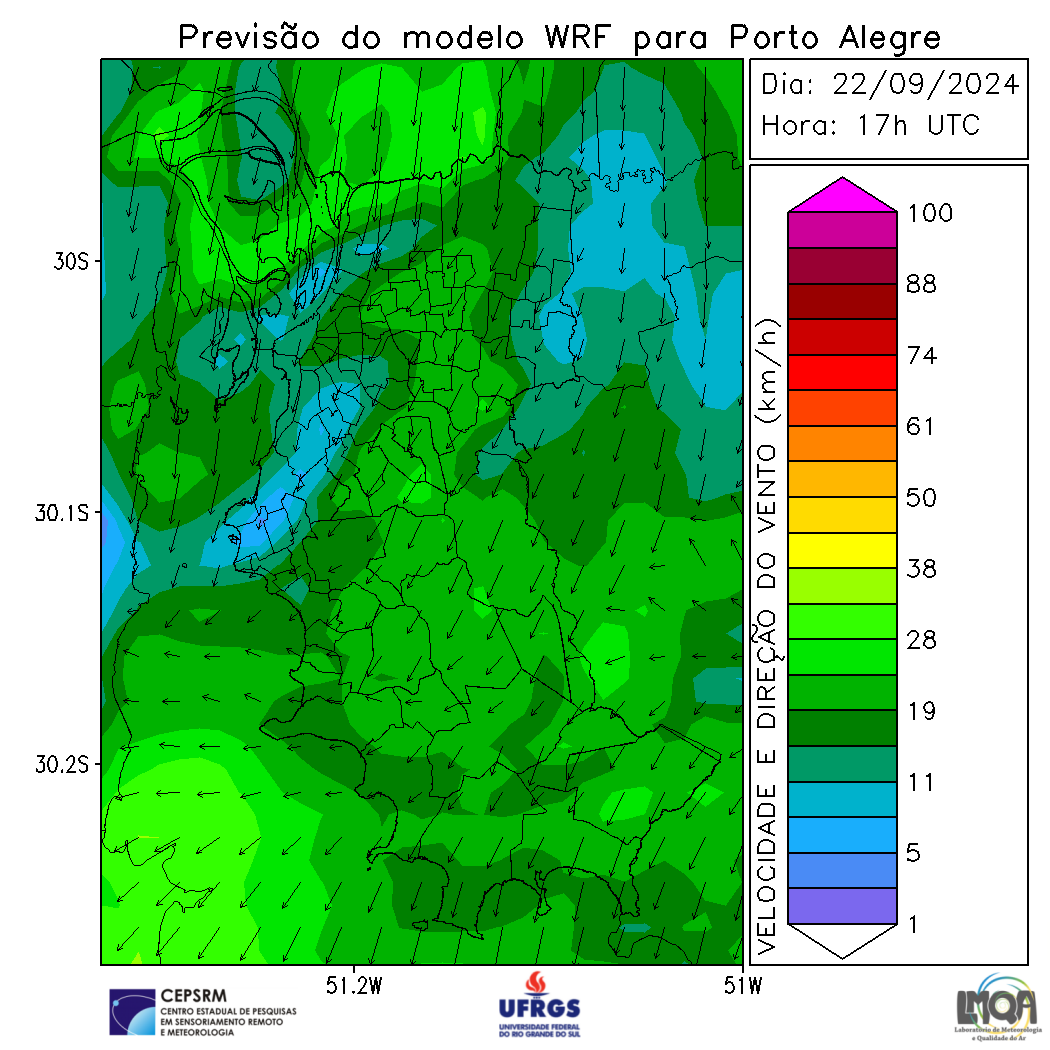 Previsão do modelo WRF para Porto Alegre
Dia: 22/09/2024
Hora: 17h UTC
30S
30.1S
30.2S
51.2W
51W
VELOCIDADE E DIREÇÃO DO VENTO (km/h)
100
88
74
61
50
38
28
19
11
5
1
CEPSRM
CENTRO ESTADUAL DE PESQUISAS
EM SENSORIAMENTO REMOTO
E METEOROLOGIA
UFRGS
UNIVERSIDADE FEDERAL
DO RIO GRANDE DO SUL
LMQA
Laboratório de Meteorologia
e Qualidade do Ar